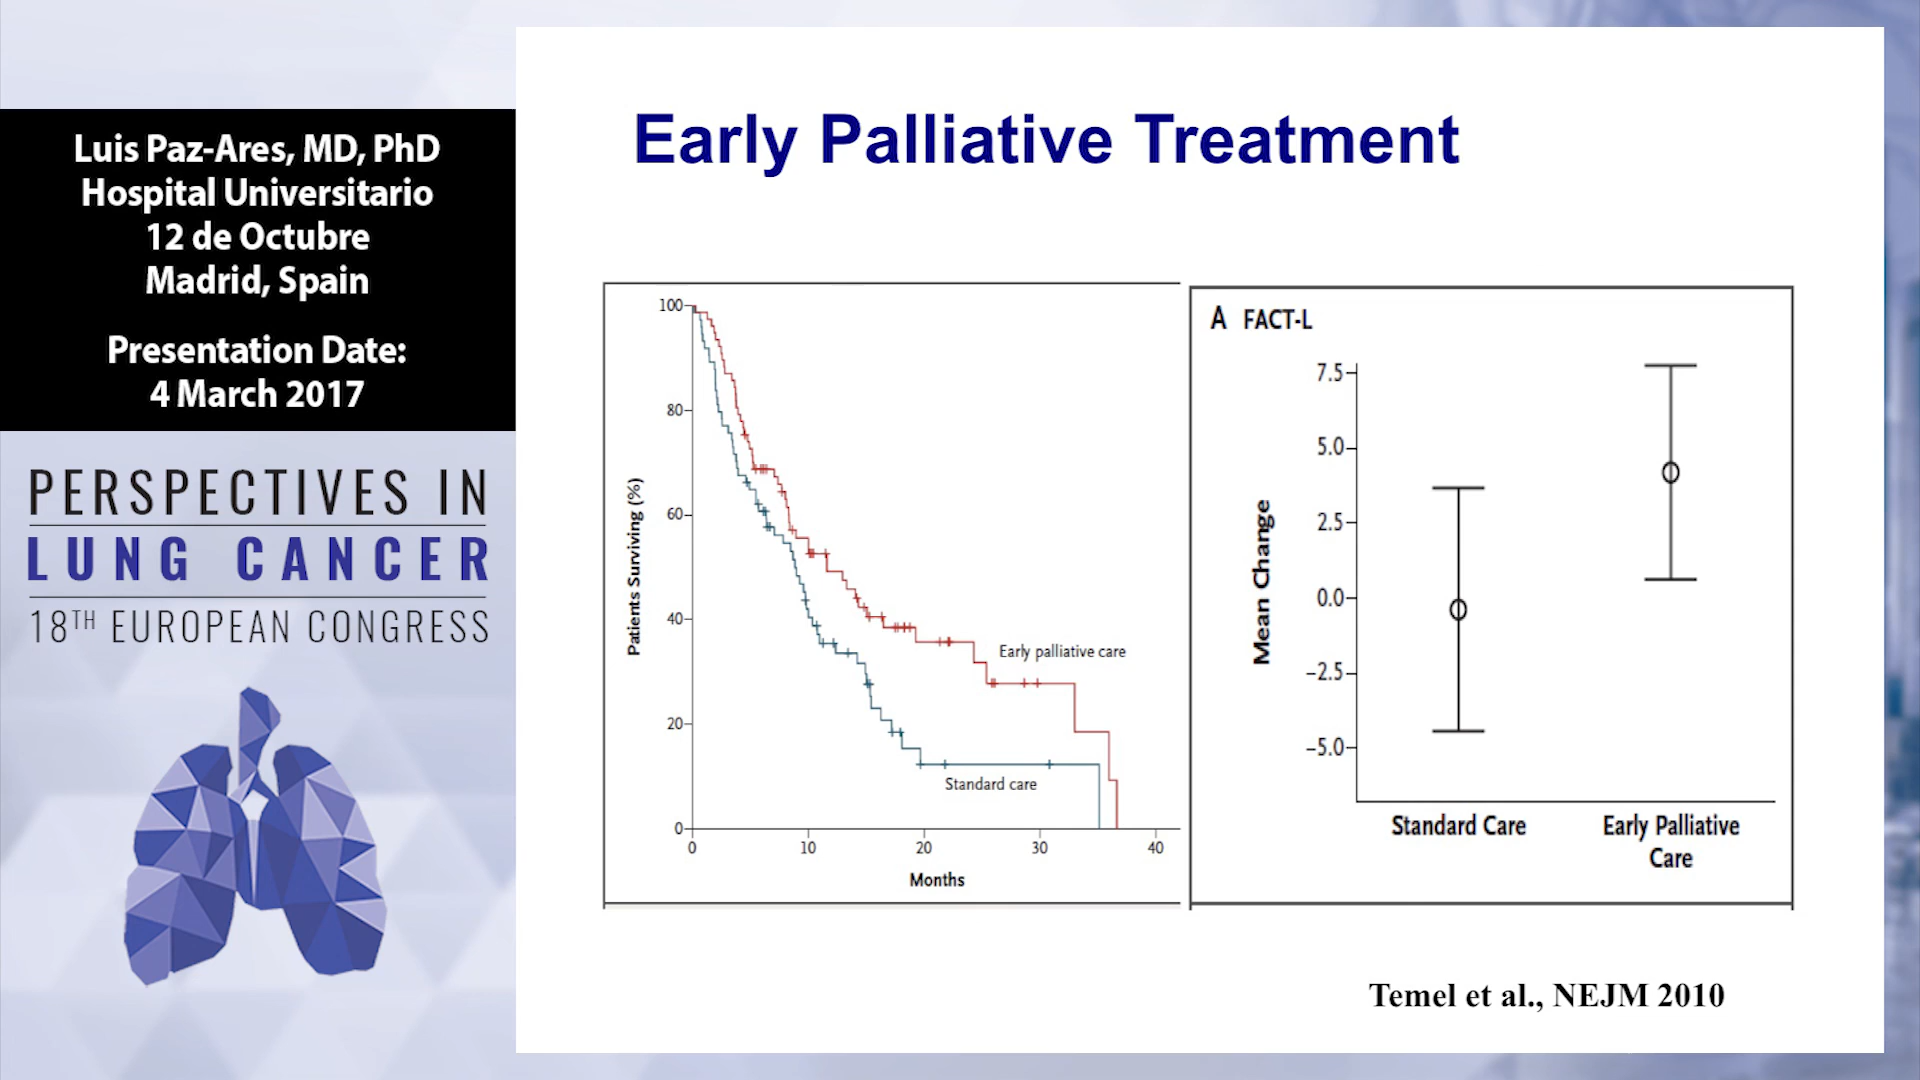 Luis Paz-Ares, MD, PhD
Hospital Universitario
12 de Octubre
Madrid, Spain
Presentation Date:
4 March 2017
PERSPECTIVES IN
LUNG CANCER
18TH EUROPEAN CONGRESS
Early Palliative Treatment
100
80
60
40
20
0
Patients Surviving (%)
Early palliative care
Standard care
0 10 20 30 40
Months
A FACT-L
7.5
5.0
2.5
0.0
−2.5
−5.0
Mean Change
Standard Care
Early Palliative
Care
Temel et al., NEJM 2010